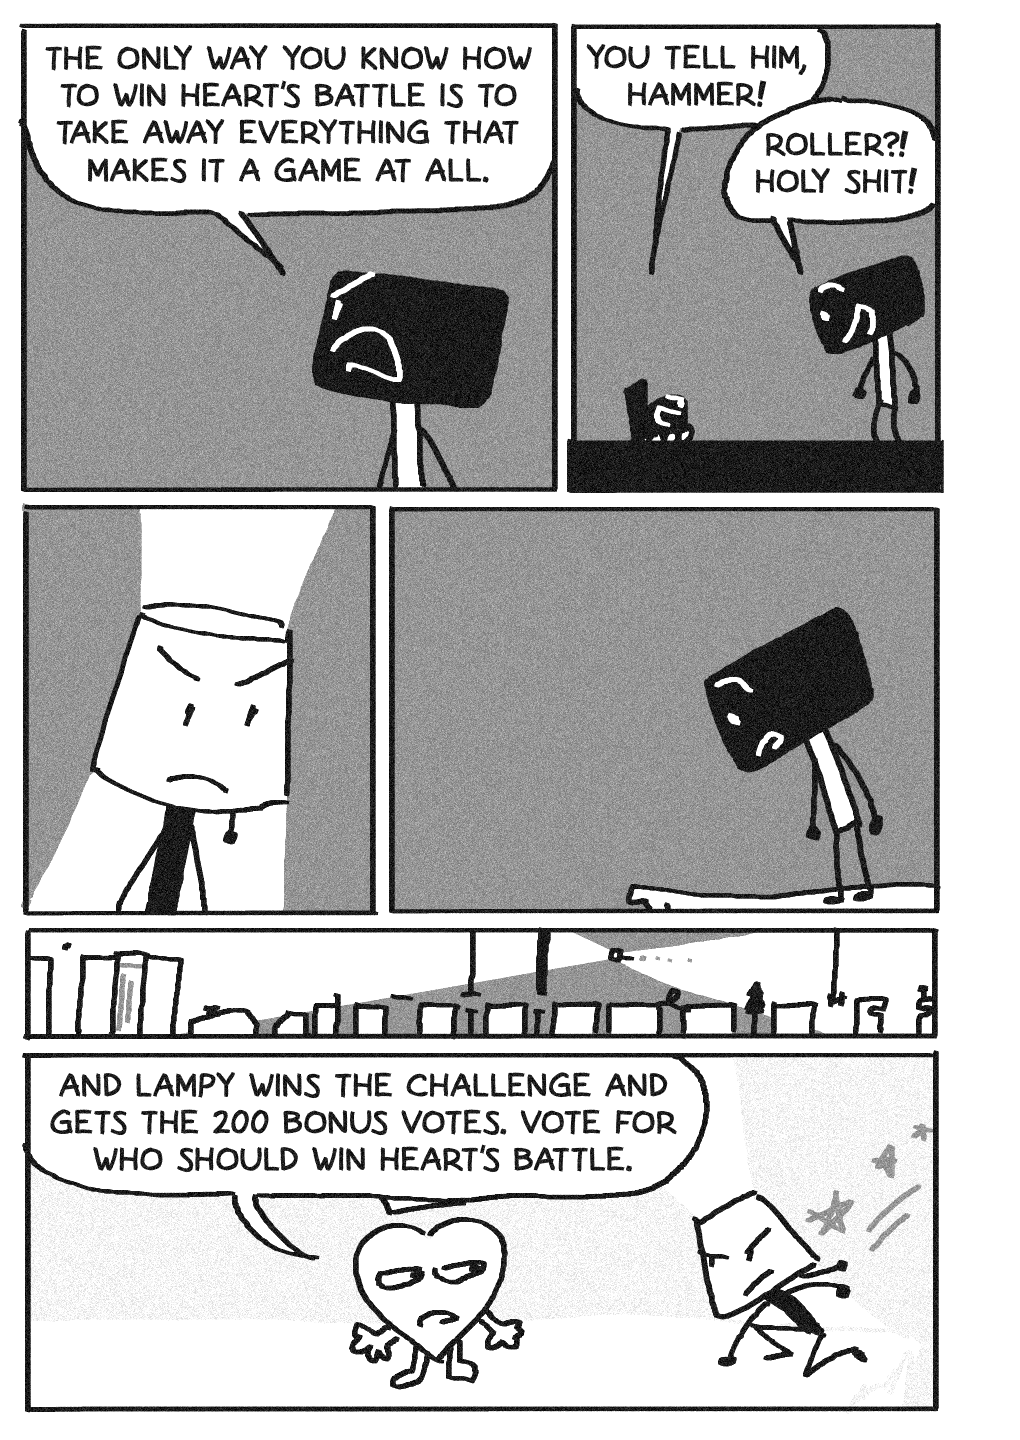 THE ONLY WAY YOU KNOW HOW
TO WIN HEART'S BATTLE IS TO
TAKE AWAY EVERYTHING THAT
MAKES IT A GAME AT ALL.
YOU TELL HIM,
HAMMER!
ROLLER?!
HOLY SHIT!
AND LAMPY WINS THE CHALLENGE AND
GETS THE 200 BONUS VOTES. VOTE FOR
WHO SHOULD WIN HEART'S BATTLE.